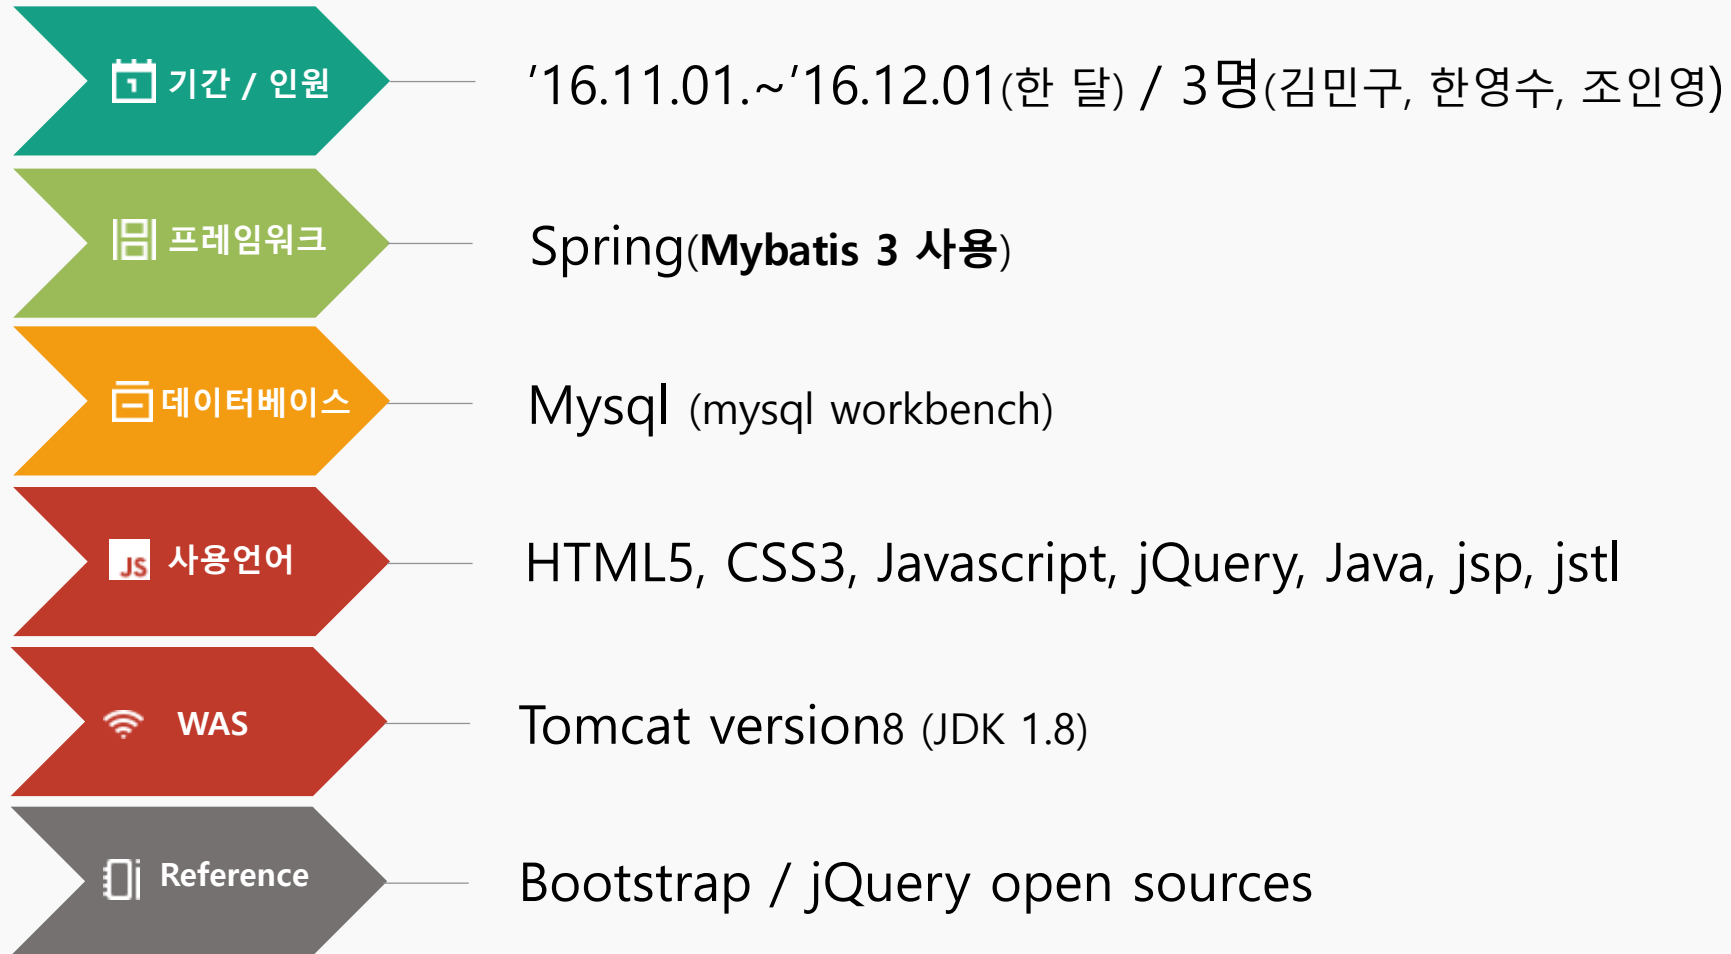 기간 / 인원 '16.11.01.~'16.12.01(한 달) / 3명(김민구, 한영수, 조인영)
프레임워크 Spring(Mybatis 3 사용)
데이터베이스 Mysql (mysql workbench)
JS 사용언어 HTML5, CSS3, Javascript, jQuery, Java, jsp, jstl
WAS Tomcat version8 (JDK 1.8)
Reference Bootstrap / jQuery open sources